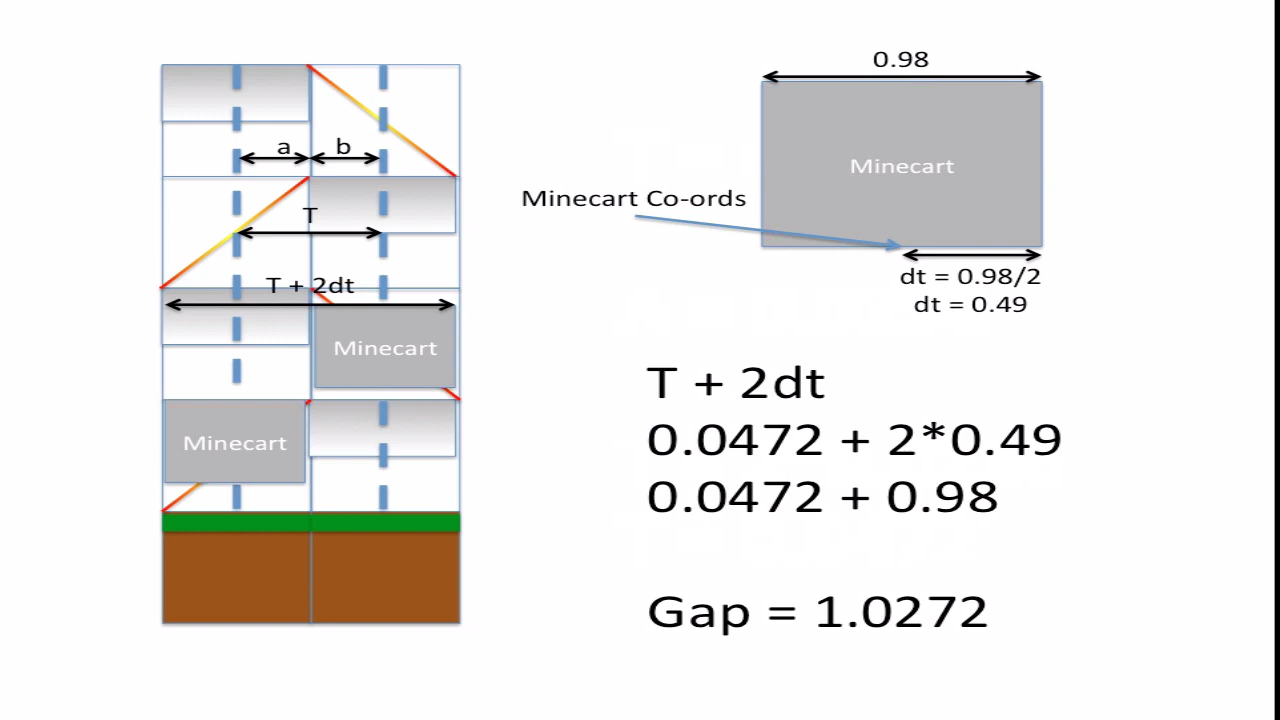 a
b
T
T + 2dt
Minecart
Minecart
0.98
Minecart
Minecart Co-ords
dt = 0.98/2
dt = 0.49
T + 2dt
0.0472 + 2*0.49
0.0472 + 0.98
Gap = 1.0272